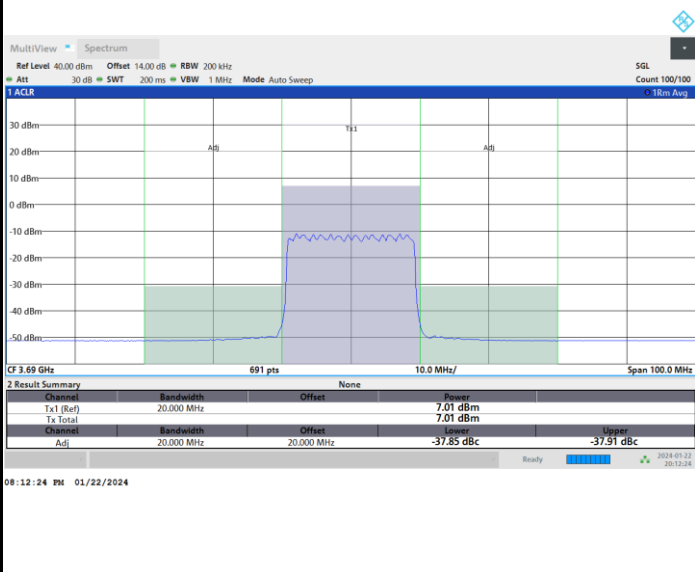 MultiView Spectrum
Ref Level 40.00 dBm Offset 14.00 dB RBW 200 kHz SGL
Att 30 dB SWT 200 ms VBW 1 MHz Mode Auto Sweep Count 100/100
1 ACLR 1Rm Avg
Tx1
Adj Adj
30 dBm
20 dBm
10 dBm
0 dBm
-10 dBm
-20 dBm
-30 dBm
-40 dBm
-50 dBm
CF 3.69 GHz 691 pts 10.0 MHz/ Span 100.0 MHz
2 Result Summary None
Channel Bandwidth Offset Power
Tx1 (Ref) 20.000 MHz 7.01 dBm
Tx Total 7.01 dBm
Channel Bandwidth Offset Lower Upper
Adj 20.000 MHz 20.000 MHz -37.85 dBc -37.91 dBc
Ready 2024-01-22
20:12:24
08:12:24 PM 01/22/2024